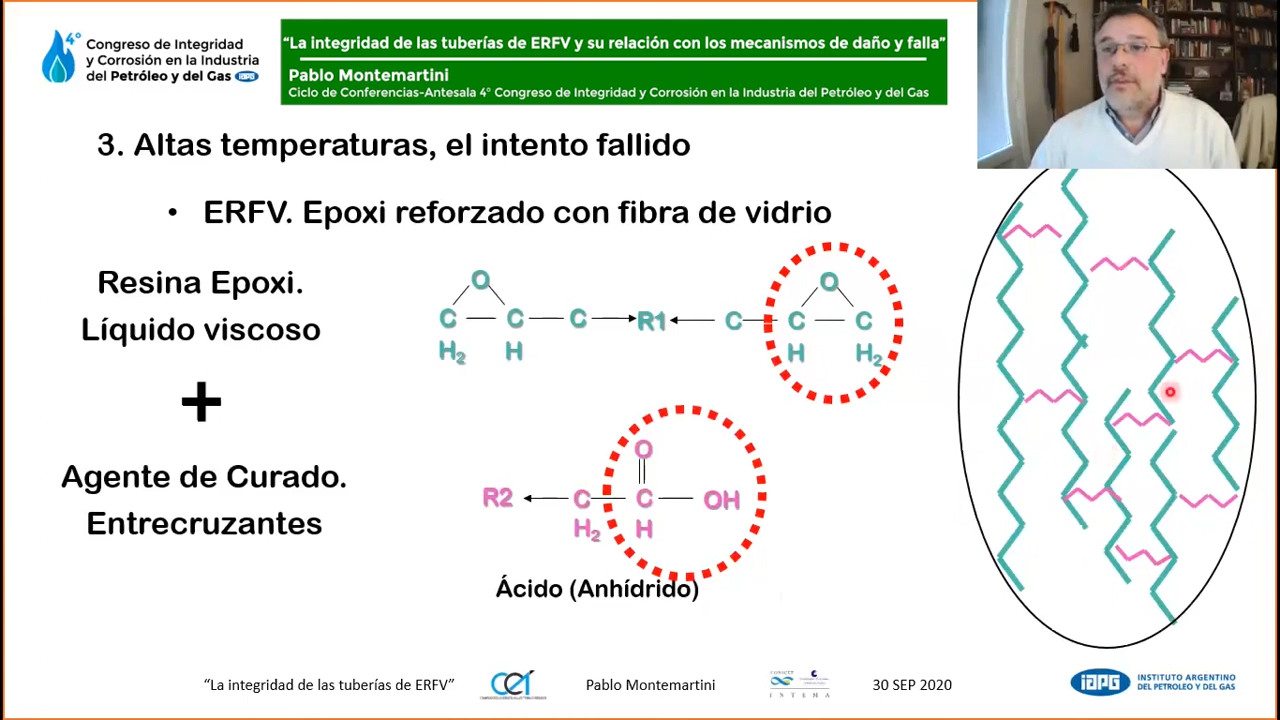 4°
Congreso de Integridad
y Corrosión en la Industria
del Petróleo y del Gas iapg
“La integridad de las tuberías de ERFV y su relación con los mecanismos de daño y falla”
Pablo Montemartini
Ciclo de Conferencias-Antesala 4° Congreso de Integridad y Corrosión en la Industria del Petróleo y del Gas
3. Altas temperaturas, el intento fallido
• ERFV. Epoxi reforzado con fibra de vidrio
Resina Epoxi.
Líquido viscoso
+
Agente de Curado.
Entrecruzantes
O
O
C C C R1 C C C
H₂ H H H₂
O
R2 C C OH
H₂ H
Ácido (Anhídrido)
“La integridad de las tuberías de ERFV”
Pablo Montemartini
CONICET
INTEMA
30 SEP 2020
iapg
INSTITUTO ARGENTINO
DEL PETROLEO Y DEL GAS